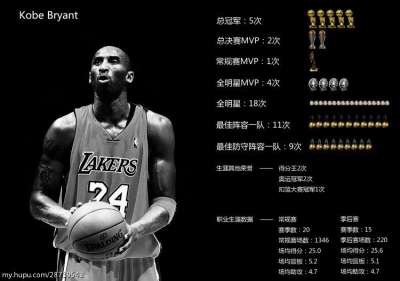 Kobe Bryant
总冠军：5次
总决赛MVP：2次
常规赛MVP：1次
全明星MVP：4次
全明星：18次
最佳阵容一队：11次
最佳防守阵容一队：9次
生涯其他荣誉 —— 得分王2次
奥运冠军2次
扣篮大赛冠军1次
职业生涯数据 —— 常规赛 季后赛
赛季数：20 赛季数：15
常规赛场数：1346 季后赛场数：220
场均得分：25.0 场均得分：25.6
场均篮板：5.2 场均篮板：5.1
场均助攻：4.7 场均助攻：4.7
LAKERS
24
SPALDING